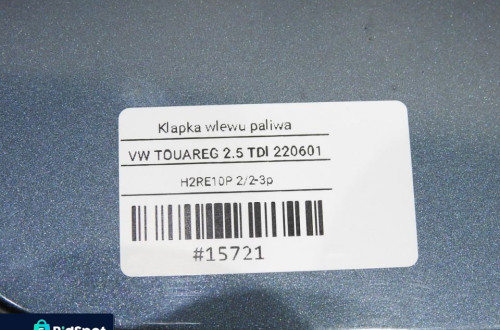 Klapka wlewu paliwa
VW TOUAREG 2.5 TDI 220601
H2RE10P 2/2-3p
#15721